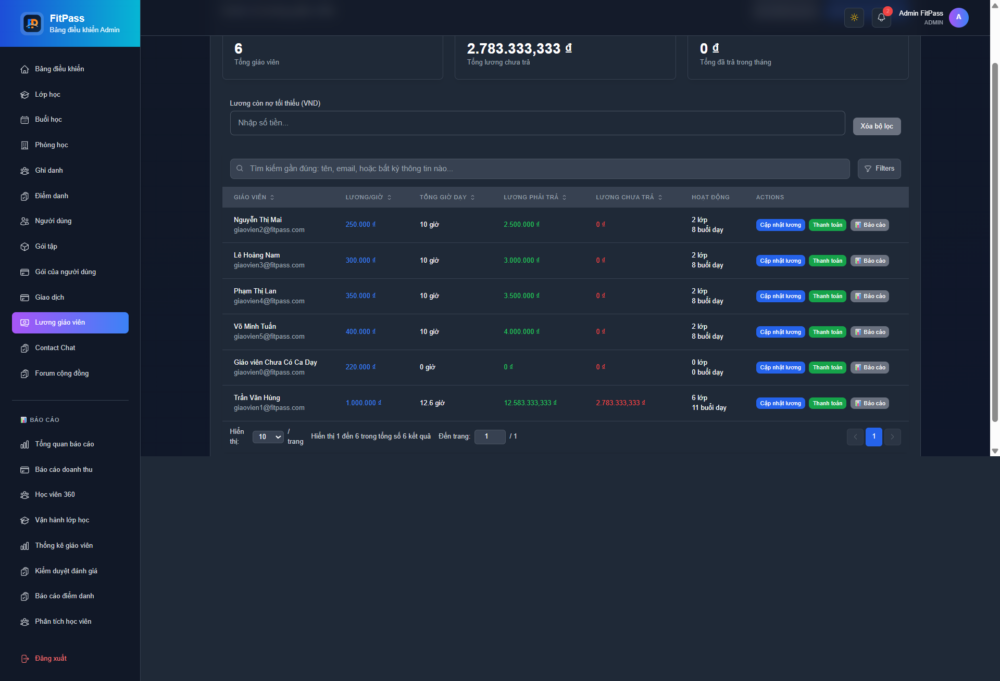 FitPass
Bảng điều khiển Admin
2
Admin FitPass
ADMIN
A
Bảng điều khiển
Lớp học
Buổi học
Phòng học
Ghi danh
Điểm danh
Người dùng
Gói tập
Gói của người dùng
Giao dịch
Lương giáo viên
Contact Chat
Forum cộng đồng
BÁO CÁO
Tổng quan báo cáo
Báo cáo doanh thu
Học viên 360
Vận hành lớp học
Thống kê giáo viên
Kiểm duyệt đánh giá
Báo cáo điểm danh
Phân tích học viên
Đăng xuất
6
Tổng giáo viên
2.783.333,333 ₫
Tổng lương chưa trả
0 ₫
Tổng đã trả trong tháng
Lương còn nợ tối thiểu (VND)
Nhập số tiền...
Xóa bộ lọc
Tìm kiếm gần đúng: tên, email, hoặc bất kỳ thông tin nào...
Filters
GIÁO VIÊN LƯƠNG/GIỜ TỔNG GIỜ DẠY LƯƠNG PHẢI TRẢ LƯƠNG CHƯA TRẢ HOẠT ĐỘNG ACTIONS
Nguyễn Thị Mai
giaovien2@fitpass.com
250.000 ₫
10 giờ
2.500.000 ₫
0 ₫
2 lớp
8 buổi dạy
Cập nhật lương Thanh toán Báo cáo
Lê Hoàng Nam
giaovien3@fitpass.com
300.000 ₫
10 giờ
3.000.000 ₫
0 ₫
2 lớp
8 buổi dạy
Cập nhật lương Thanh toán Báo cáo
Phạm Thị Lan
giaovien4@fitpass.com
350.000 ₫
10 giờ
3.500.000 ₫
0 ₫
2 lớp
8 buổi dạy
Cập nhật lương Thanh toán Báo cáo
Võ Minh Tuấn
giaovien5@fitpass.com
400.000 ₫
10 giờ
4.000.000 ₫
0 ₫
2 lớp
8 buổi dạy
Cập nhật lương Thanh toán Báo cáo
Giáo viên Chưa Có Ca Dạy
giaovien0@fitpass.com
220.000 ₫
0 giờ
0 ₫
0 ₫
0 lớp
0 buổi dạy
Cập nhật lương Thanh toán Báo cáo
Trần Văn Hùng
giaovien1@fitpass.com
1.000.000 ₫
12.6 giờ
12.583.333,333 ₫
2.783.333,333 ₫
6 lớp
11 buổi dạy
Cập nhật lương Thanh toán Báo cáo
Hiển thị: 10 / trang
Hiển thị 1 đến 6 trong tổng số 6 kết quả
Đến trang: 1 / 1
1